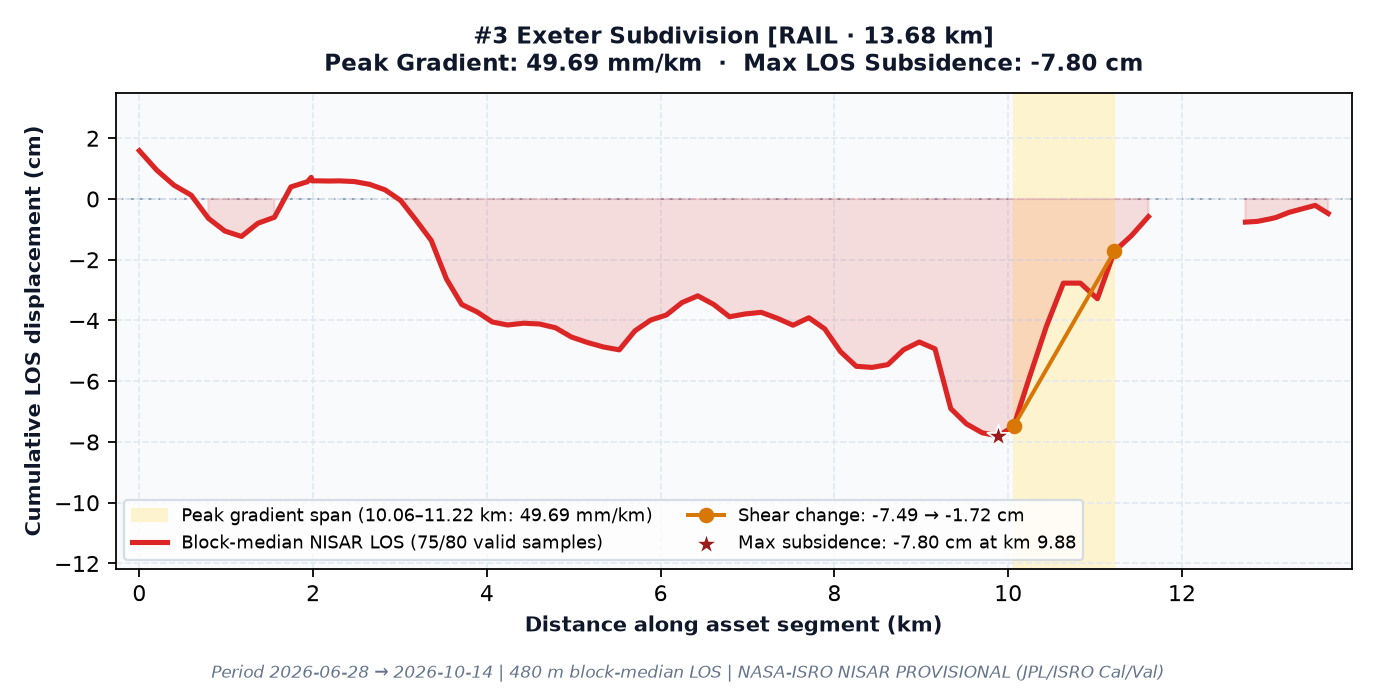 #3 Exeter Subdivision [RAIL · 13.68 km]
Peak Gradient: 49.69 mm/km · Max LOS Subsidence: -7.80 cm
Cumulative LOS displacement (cm)
2
0
−2
−4
−6
−8
−10
−12
Peak gradient span (10.06–11.22 km: 49.69 mm/km)
Block-median NISAR LOS (75/80 valid samples)
Shear change: -7.49 → -1.72 cm
Max subsidence: -7.80 cm at km 9.88
0 2 4 6 8 10 12
Distance along asset segment (km)
Period 2026-06-28 → 2026-10-14 | 480 m block-median LOS | NASA-ISRO NISAR PROVISIONAL (JPL/ISRO Cal/Val)